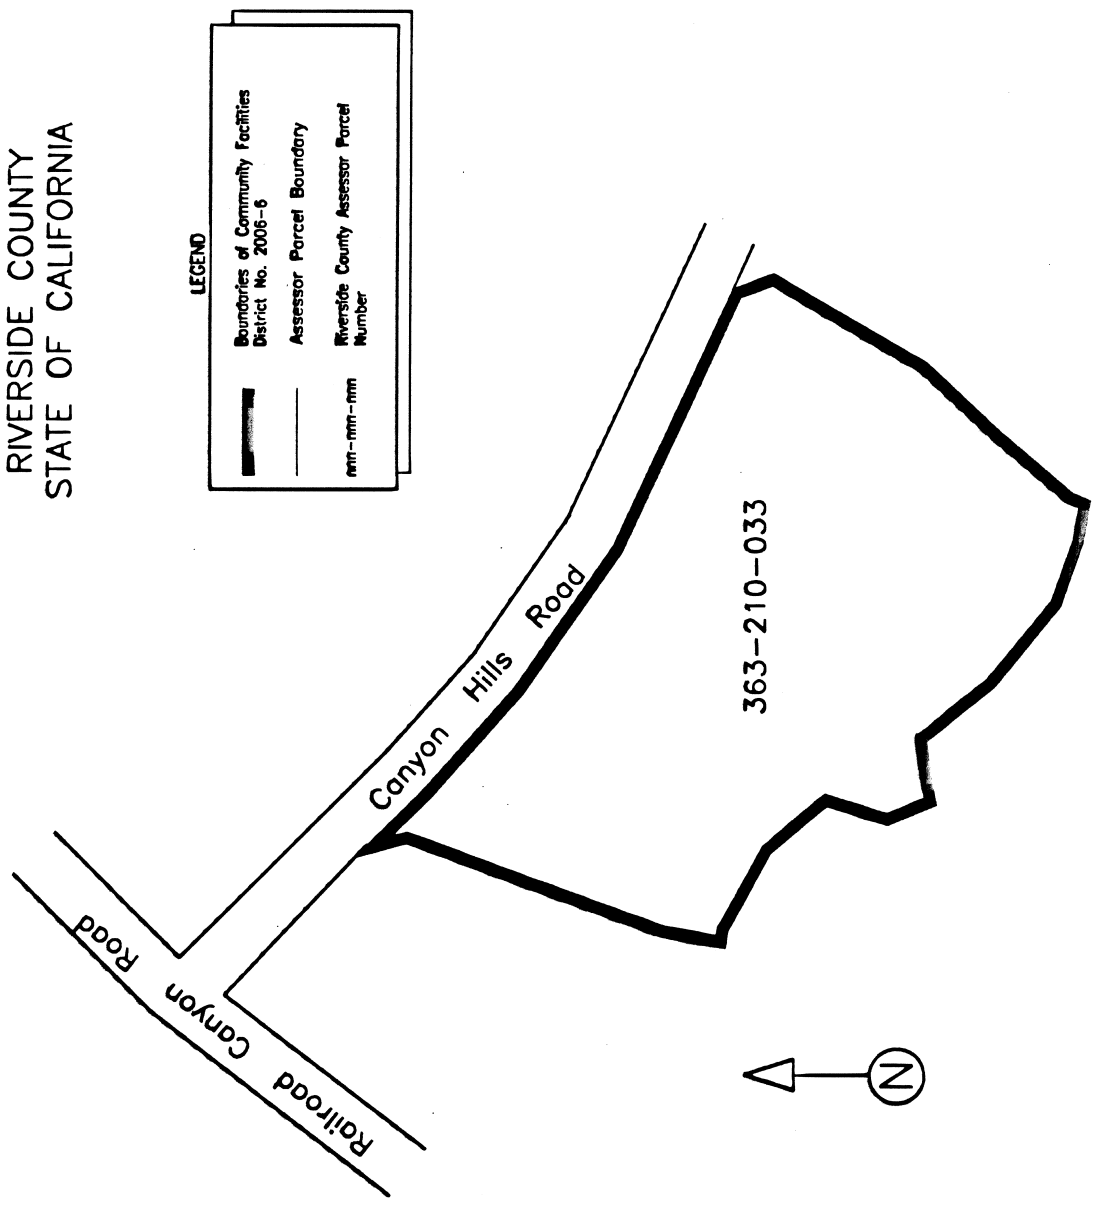 RIVERSIDE COUNTY
STATE OF CALIFORNIA
LEGEND
Boundaries of Community Facilities
District No. 2006-6
Assessor Parcel Boundary
nnn-nnn-nnn Riverside County Assessor Parcel
Number
Canyon Hills Road
363-210-033
Railroad Canyon Road
N